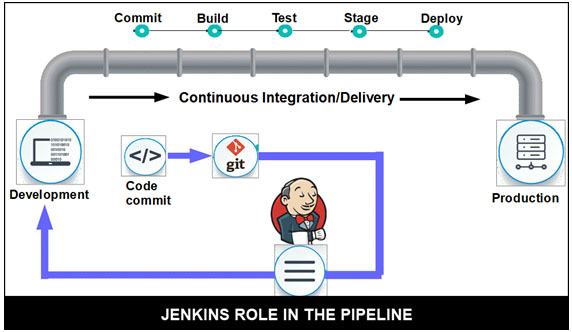 Commit Build Test Stage Deploy
Continuous Integration/Delivery
Development
</>
Code
commit
git
Production
JENKINS ROLE IN THE PIPELINE